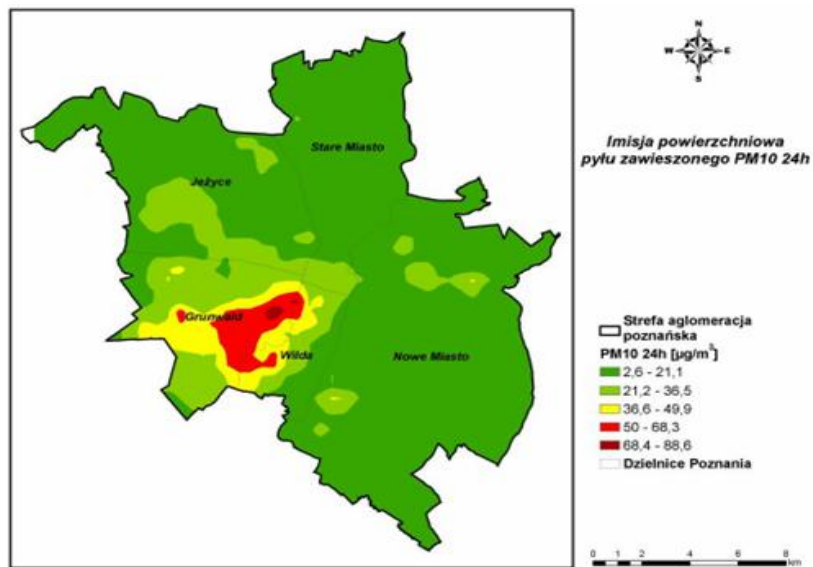 N
W E
S
Imisja powierzchniowa
pyłu zawieszonego PM10 24h
Stare Miasto
Jeżyce
Grunwald
Wilda
Nowe Miasto
Strefa aglomeracja
poznańska
PM10 24h [µg/m³]
2,6 - 21,1
21,2 - 36,5
36,6 - 49,9
50 - 68,3
68,4 - 88,6
Dzielnice Poznania
0 1 2 4 6 8
km